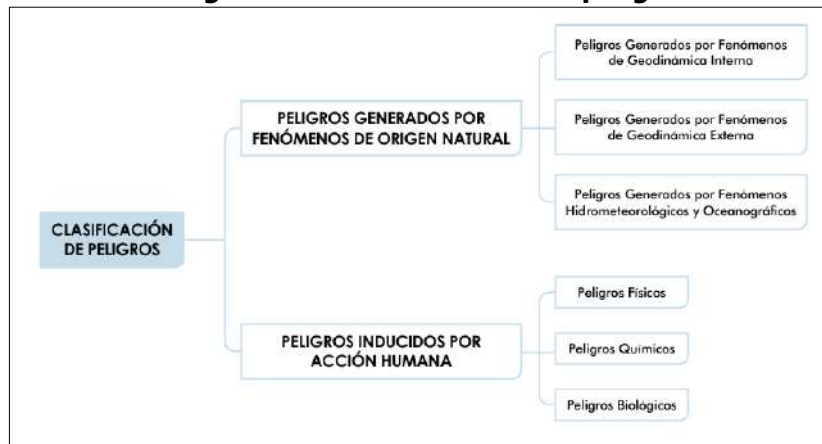 PELIGROS GENERADOS POR
FENÓMENOS DE ORIGEN NATURAL
Peligros Generados por Fenómenos
de Geodinámica Interna
Peligros Generados por Fenómenos
de Geodinámica Externa
Peligros Generados por Fenómenos
Hidrometeorológicos y Oceanográficos
CLASIFICACIÓN
DE PELIGROS
PELIGROS INDUCIDOS POR
ACCIÓN HUMANA
Peligros Físicos
Peligros Químicos
Peligros Biológicos